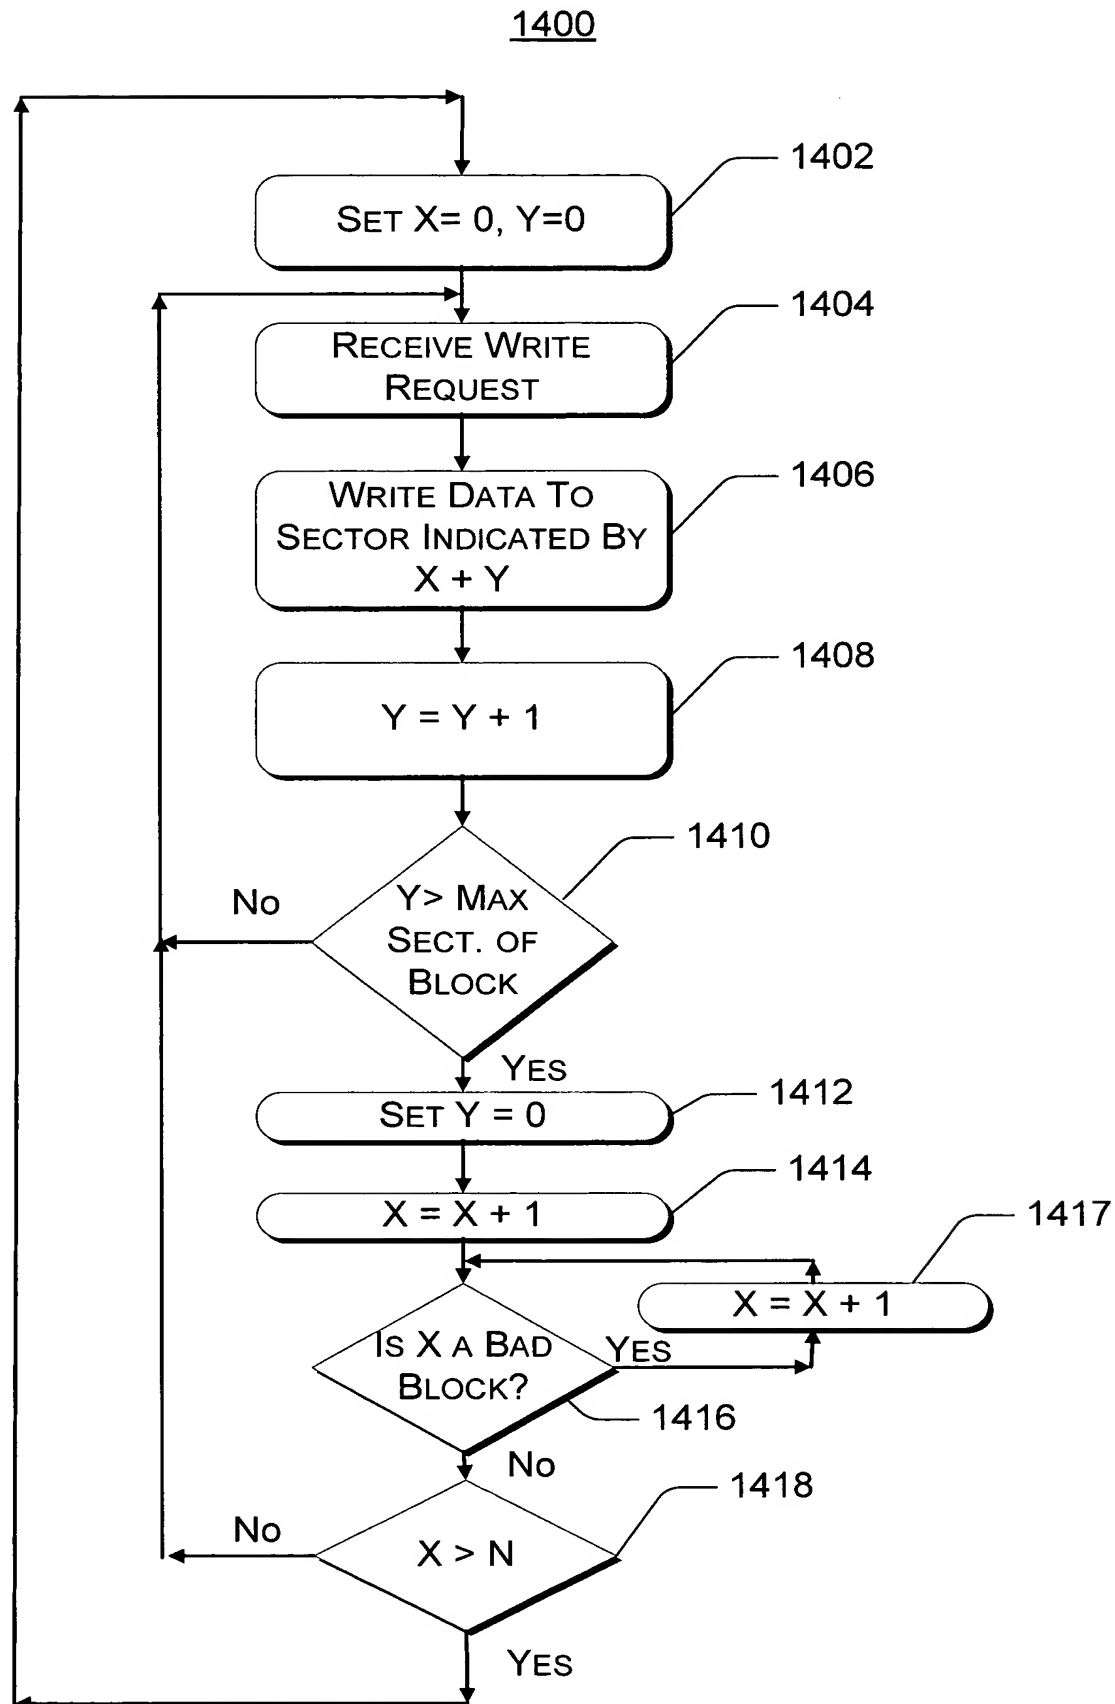 1400
1402
SET X= 0, Y=0
1404
RECEIVE WRITE
REQUEST
1406
WRITE DATA TO
SECTOR INDICATED BY
X + Y
1408
Y = Y + 1
1410
NO
Y> MAX
SECT. OF
BLOCK
YES
1412
SET Y = 0
1414
X = X + 1
1417
X = X + 1
IS X A BAD
BLOCK?
YES
1416
NO
1418
NO
X > N
YES